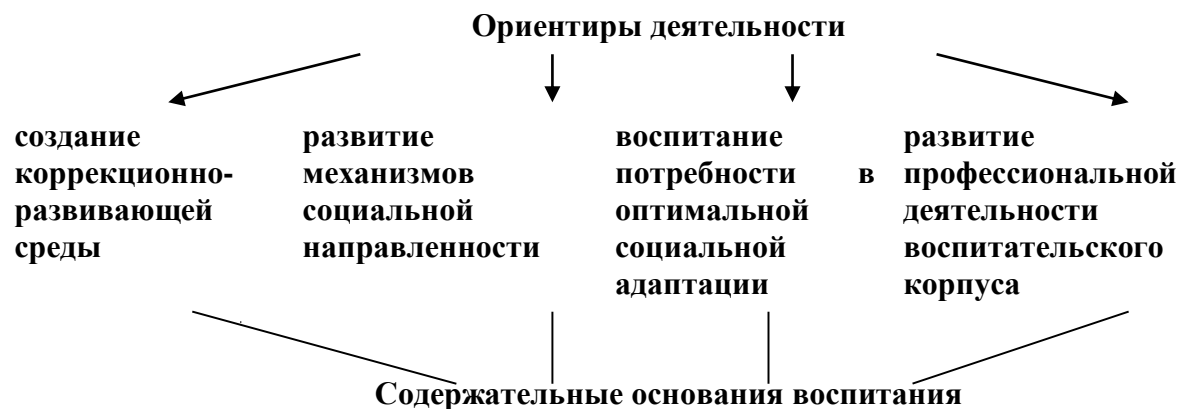 Ориентиры деятельности
создание
коррекционно-
развивающей
среды
развитие
механизмов
социальной
направленности
воспитание
потребности в
оптимальной
социальной
адаптации
развитие
профессиональной
деятельности
воспитательского
корпуса
Содержательные основания воспитания